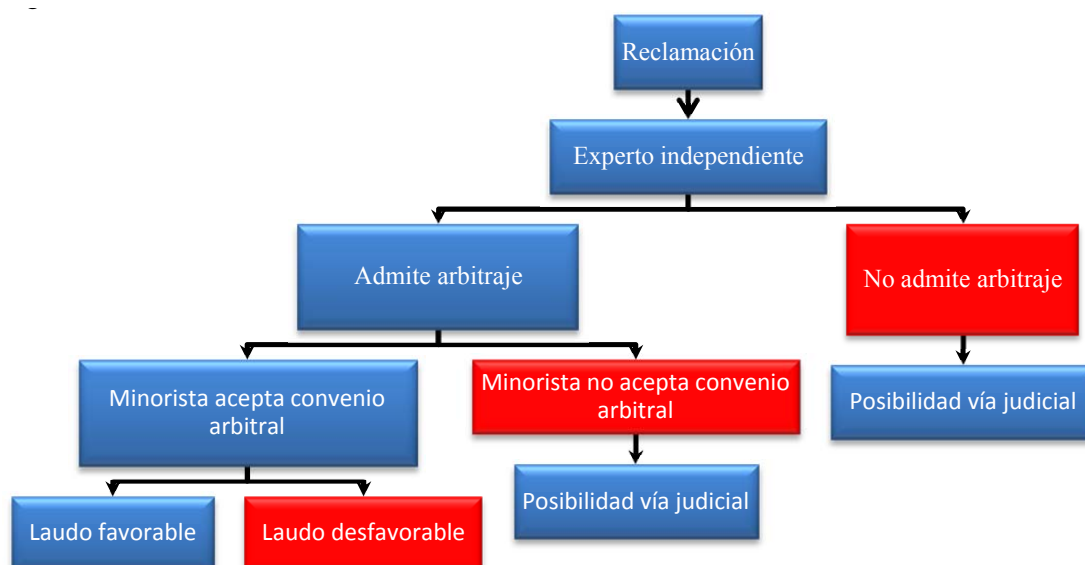 Reclamación
Experto independiente
Admite arbitraje
No admite arbitraje
Minorista acepta convenio
arbitral
Minorista no acepta convenio
arbitral
Posibilidad vía judicial
Posibilidad vía judicial
Laudo favorable
Laudo desfavorable